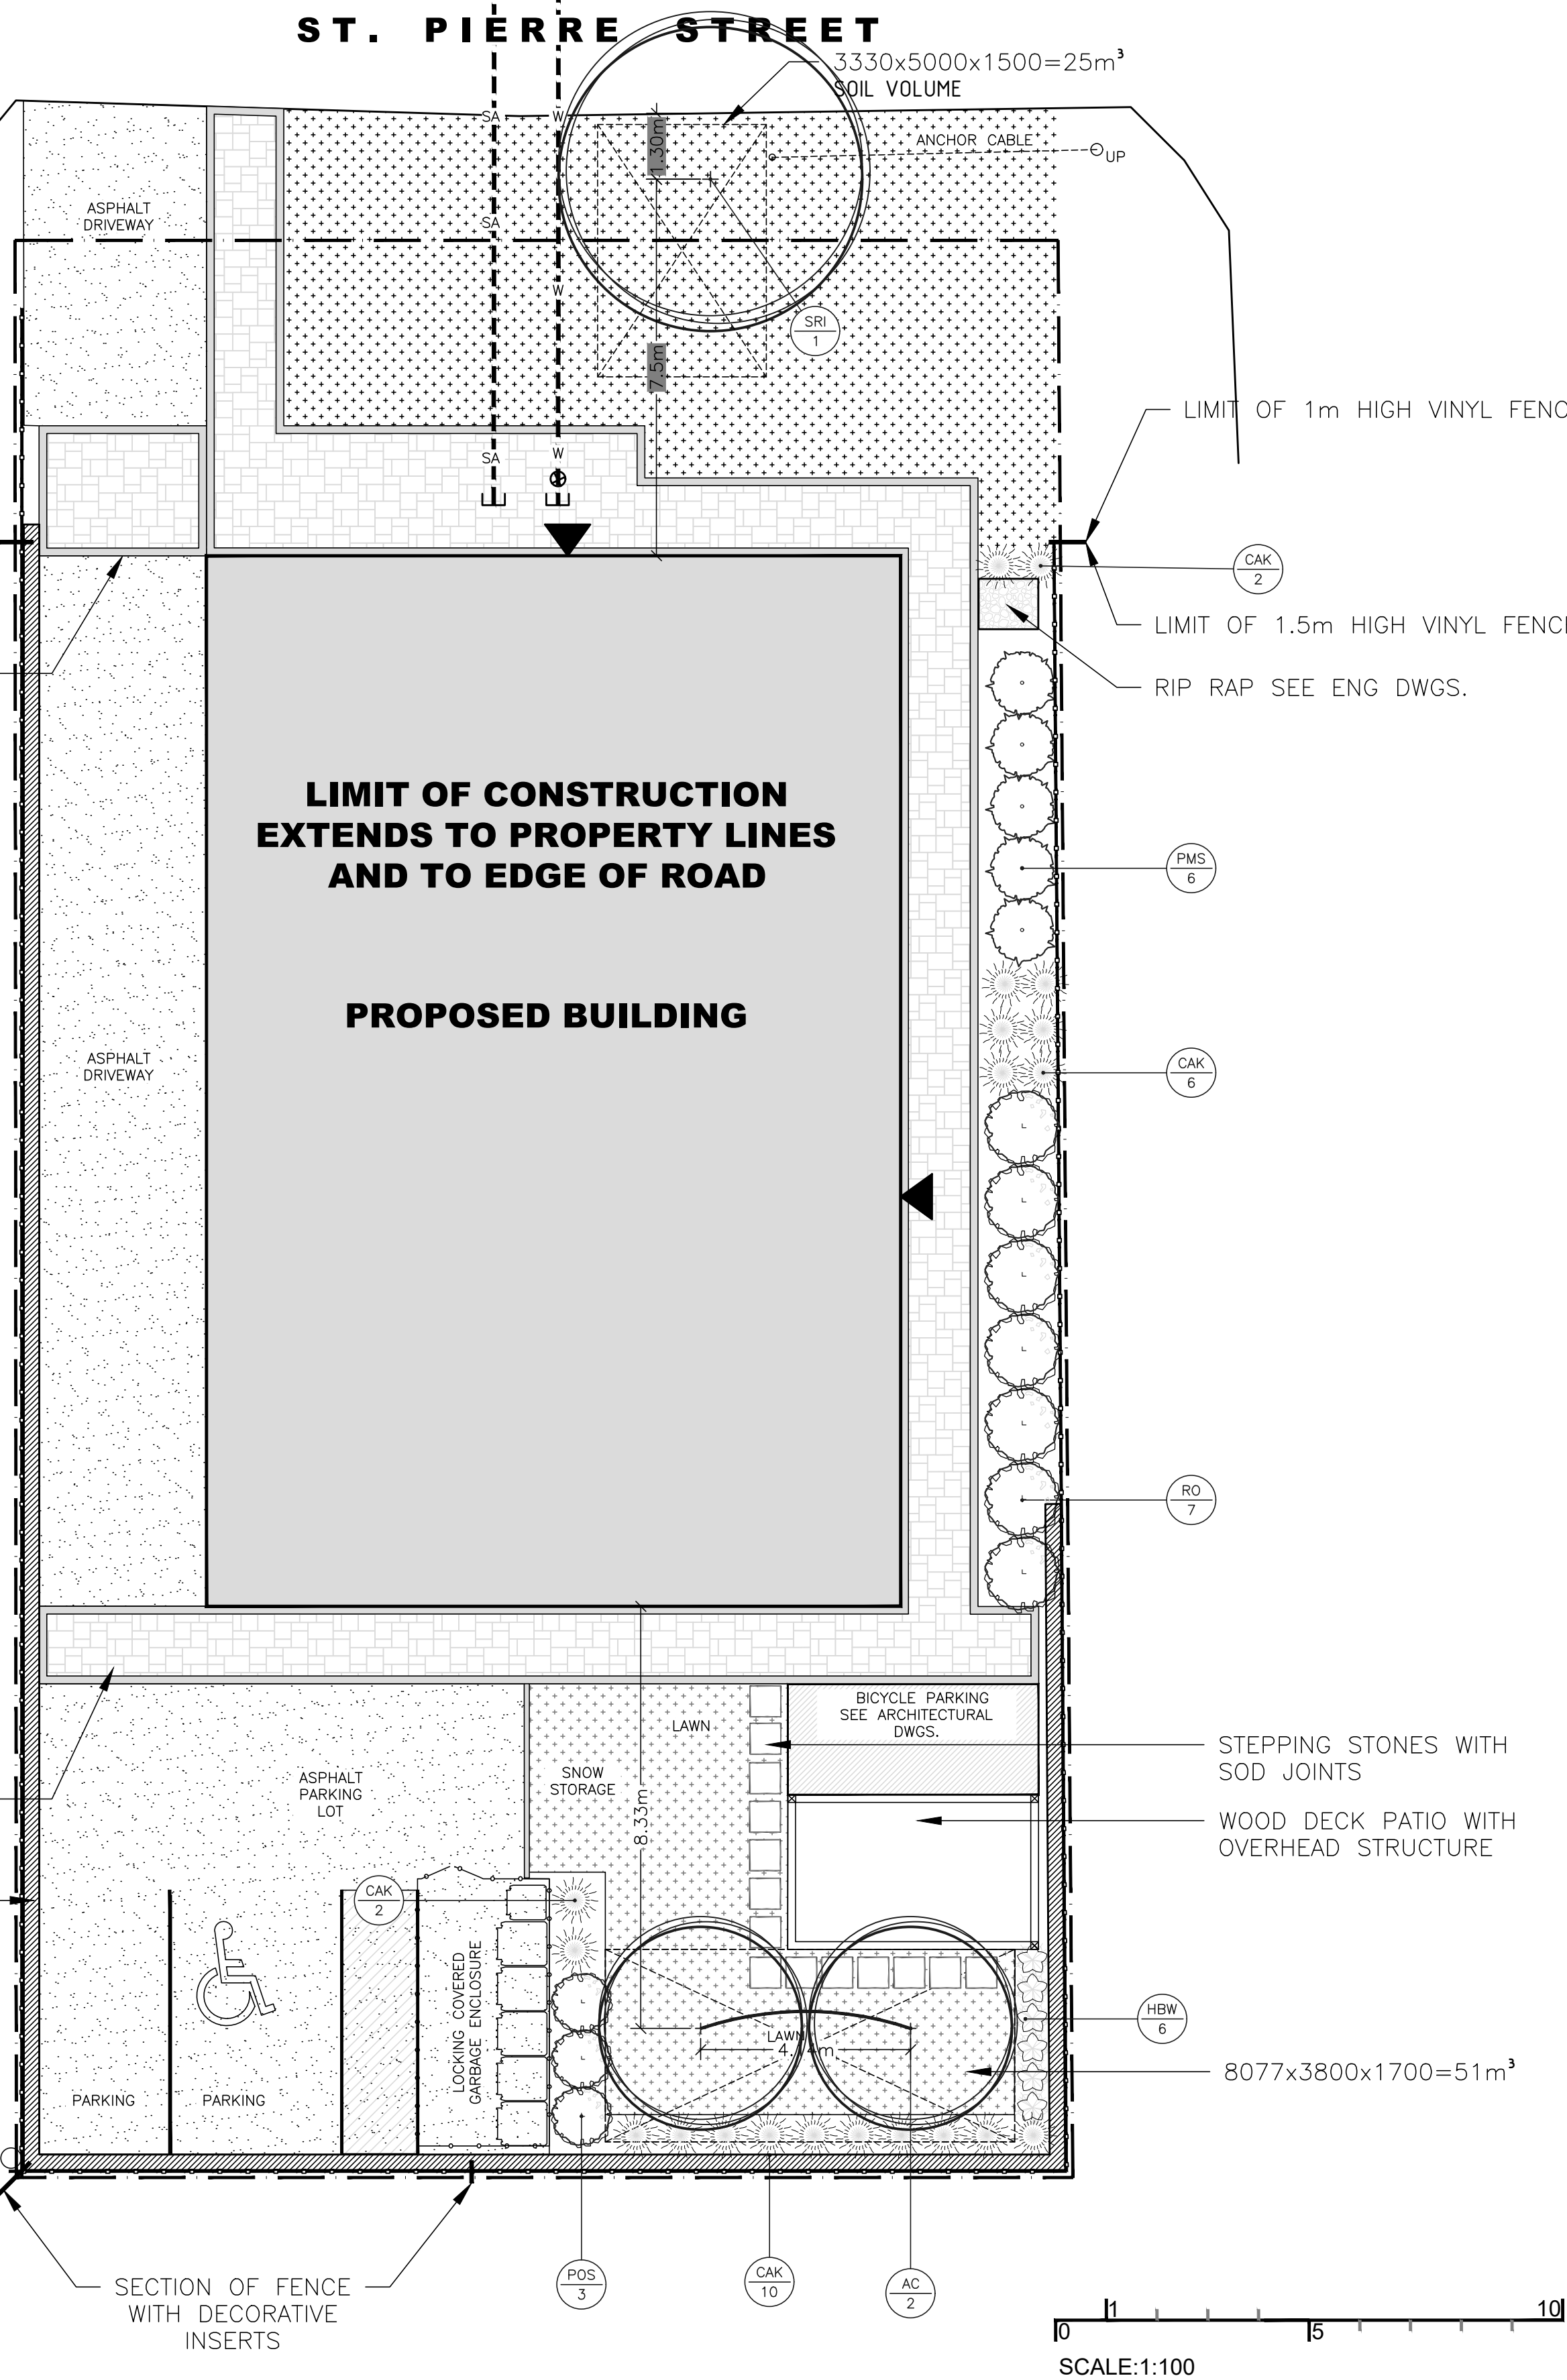 ST. PIERRE STREET
3330x5000x1500=25m³
SOIL VOLUME
SA
W
1.30m
ANCHOR CABLE
UP
ASPHALT
DRIVEWAY
SA
W
SRI
1
7.5m
LIMIT OF 1m HIGH VINYL FENC
SA
W
CAK
2
LIMIT OF 1.5m HIGH VINYL FENC
RIP RAP SEE ENG DWGS.
LIMIT OF CONSTRUCTION
EXTENDS TO PROPERTY LINES
AND TO EDGE OF ROAD
PMS
6
PROPOSED BUILDING
ASPHALT
DRIVEWAY
CAK
6
RO
7
BICYCLE PARKING
SEE ARCHITECTURAL
DWGS.
LAWN
STEPPING STONES WITH
SOD JOINTS
SNOW
STORAGE
ASPHALT
PARKING
LOT
8.33m
WOOD DECK PATIO WITH
OVERHEAD STRUCTURE
CAK
2
LOCKING COVERED
GARBAGE ENCLOSURE
HBW
6
LAWN
8077x3800x1700=51m³
PARKING
PARKING
POS
3
CAK
10
AC
2
SECTION OF FENCE
WITH DECORATIVE
INSERTS
0
1
5
10
SCALE:1:100